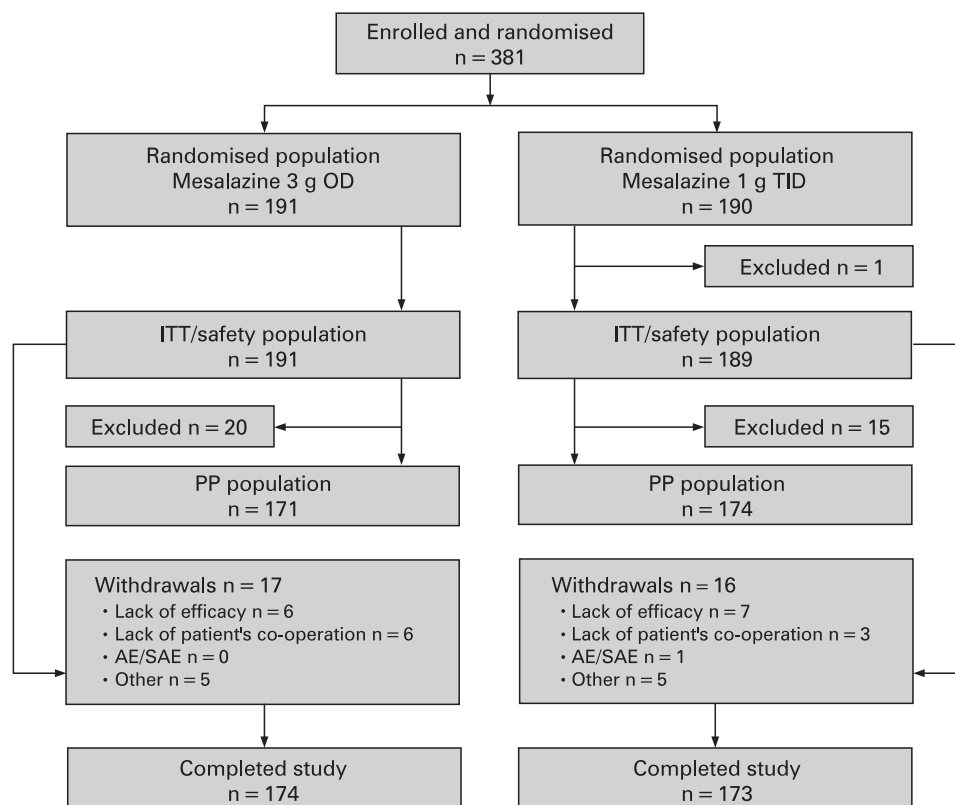 Enrolled and randomised
n = 381
Randomised population
Mesalazine 3 g OD
n = 191
Randomised population
Mesalazine 1 g TID
n = 190
Excluded n = 1
ITT/safety population
n = 191
ITT/safety population
n = 189
Excluded n = 20
Excluded n = 15
PP population
n = 171
PP population
n = 174
Withdrawals n = 17
· Lack of efficacy n = 6
· Lack of patient's co-operation n = 6
· AE/SAE n = 0
· Other n = 5
Withdrawals n = 16
· Lack of efficacy n = 7
· Lack of patient's co-operation n = 3
· AE/SAE n = 1
· Other n = 5
Completed study
n = 174
Completed study
n = 173